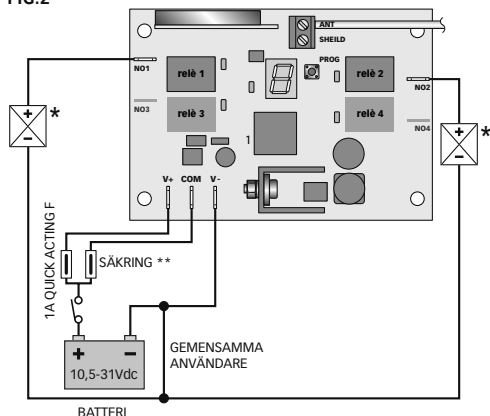 FIG.2
ANT
SHEILD
PROG
NO1
relè 1
relè 2
NO2
NO3
relè 3
relè 4
NO4
+
-
*
+
-
*
1
V+ COM V-
1A QUICK ACTING F
SÄKRING **
+ -
10,5-31Vdc
GEMENSAMMA
ANVÄNDARE
BATTERI